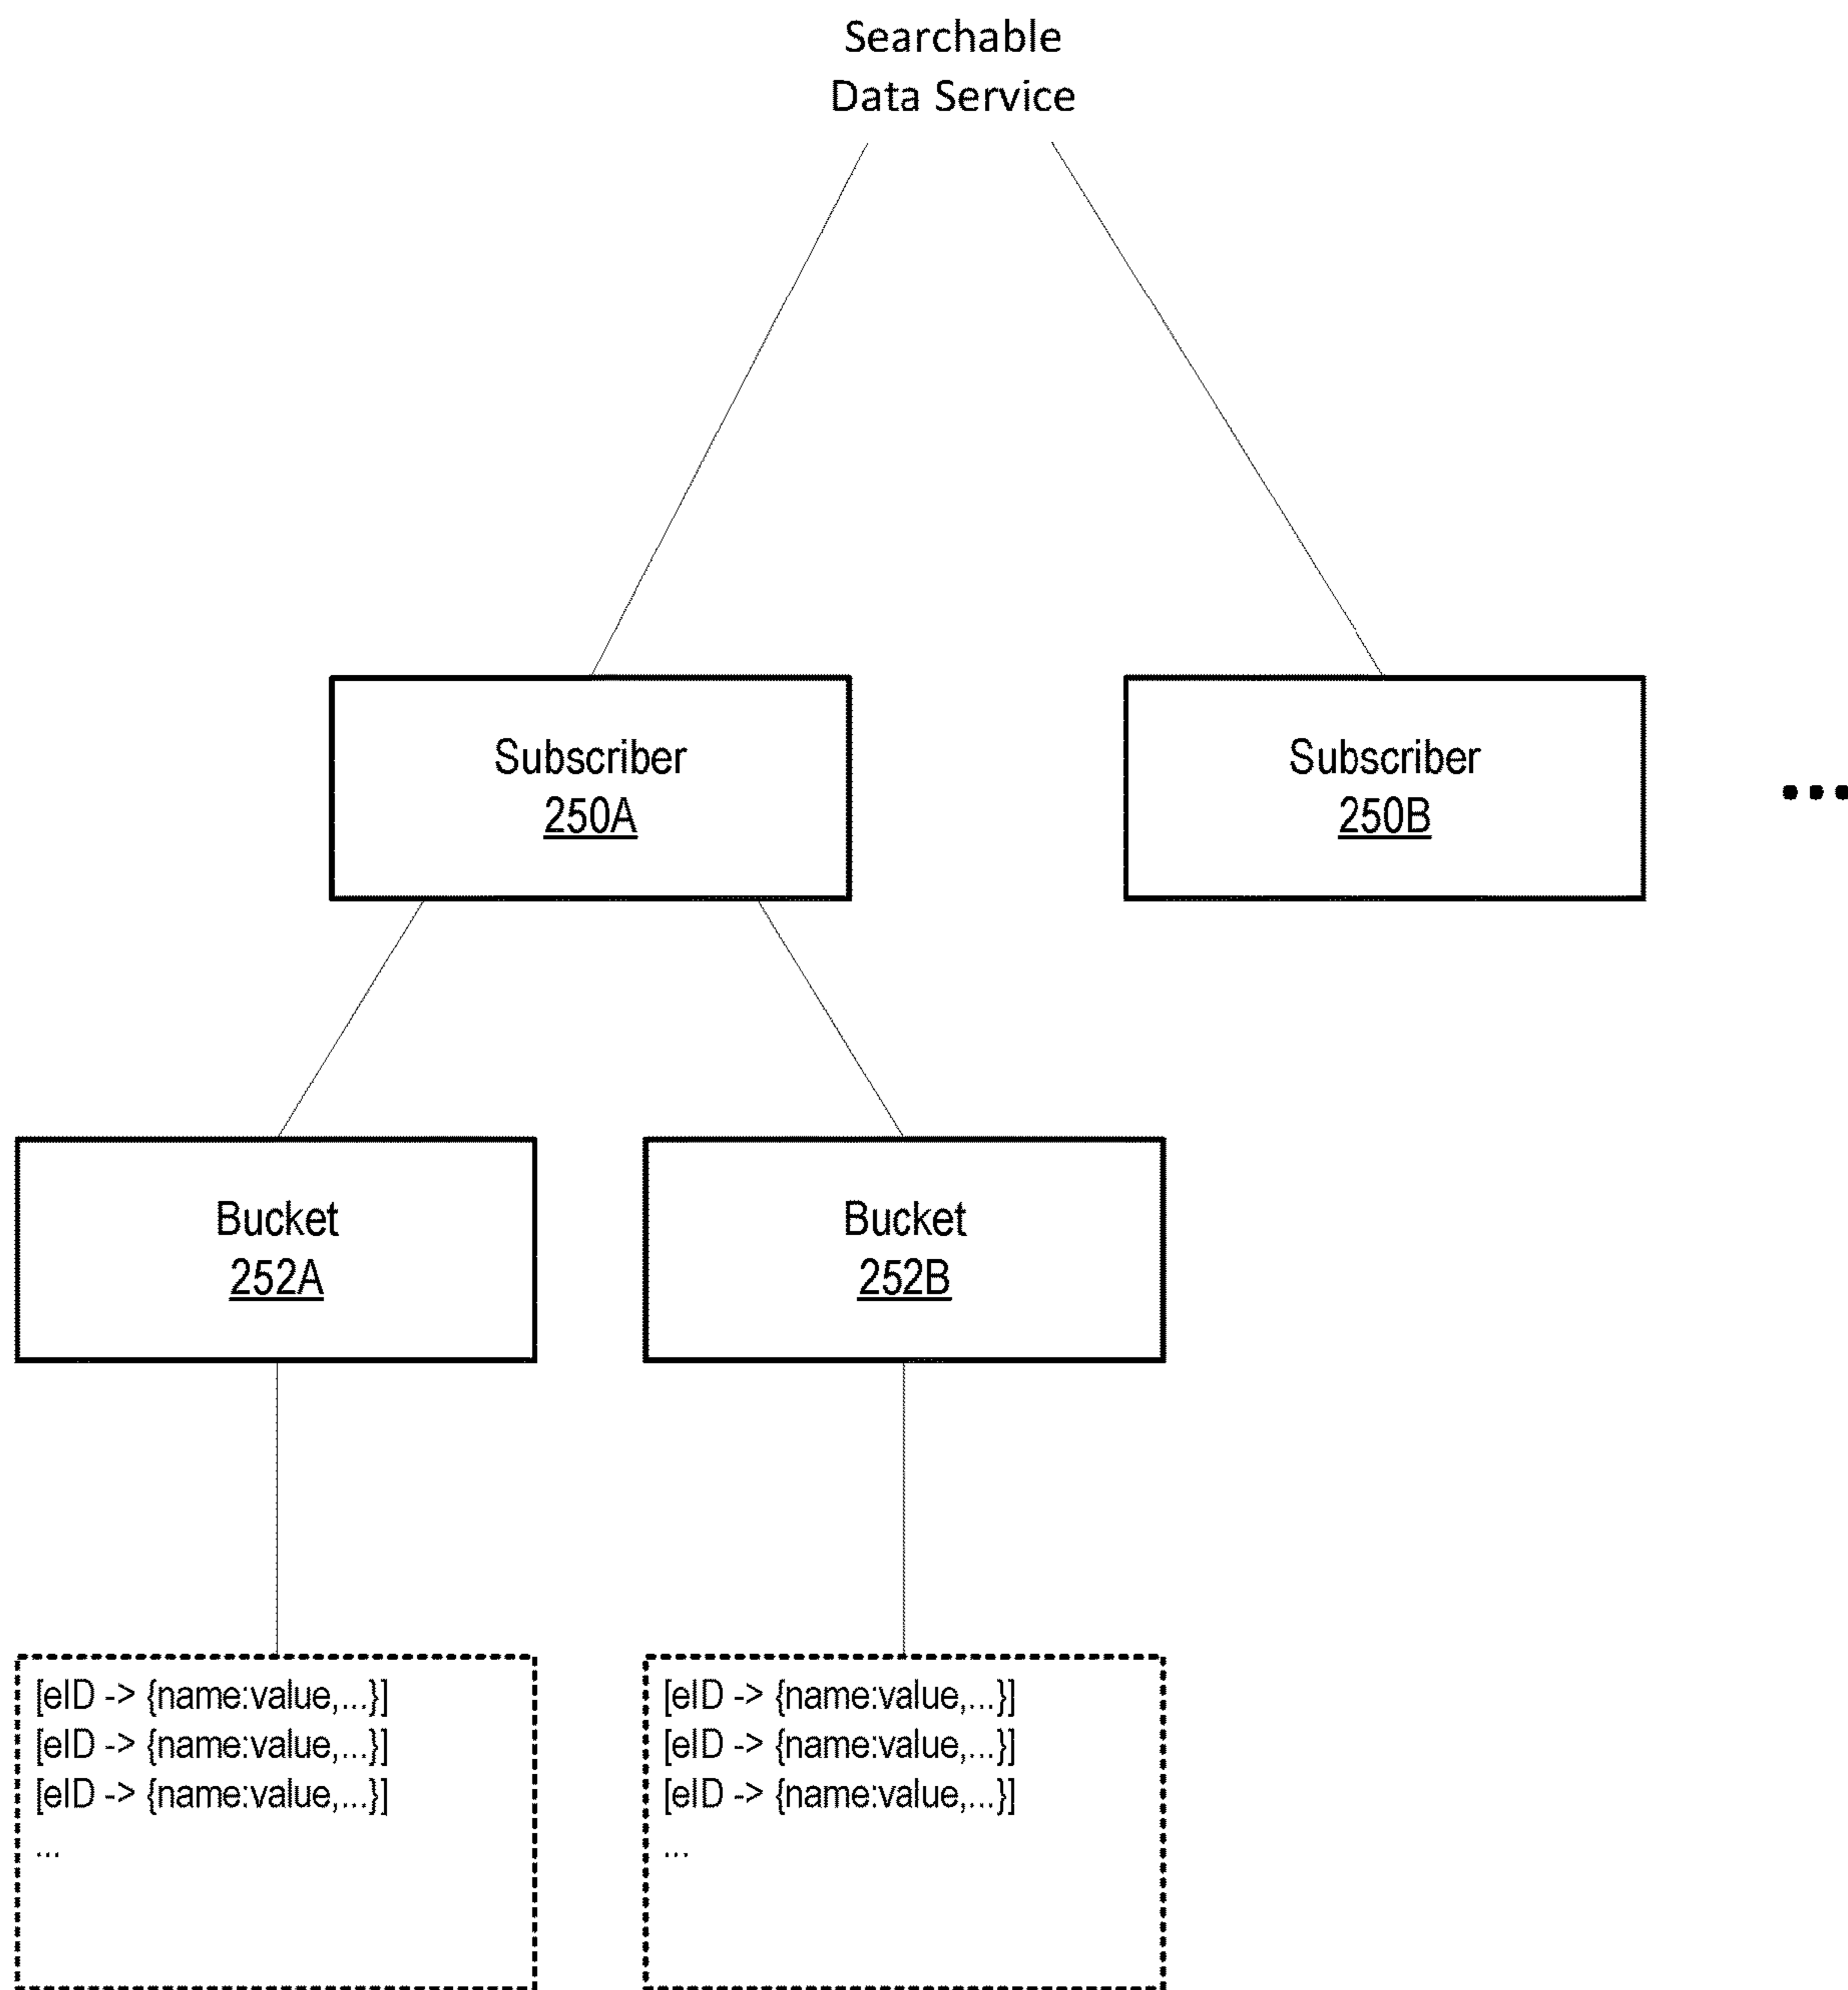 Searchable
Data Service
Subscriber
250A
Subscriber
250B
...
Bucket
252A
Bucket
252B
[eID -> {name:value,...}]
[eID -> {name:value,...}]
[eID -> {name:value,...}]
...
[eID -> {name:value,...}]
[eID -> {name:value,...}]
[eID -> {name:value,...}]
...